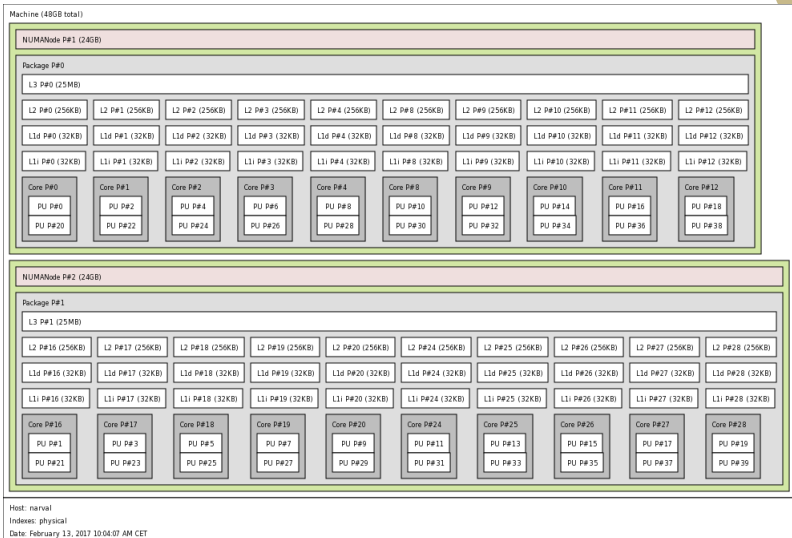 Machine (48GB total)
NUMANode P#1 (24GB)
Package P#0
L3 P#0 (25MB)
L2 P#0 (256KB) L2 P#1 (256KB) L2 P#2 (256KB) L2 P#3 (256KB) L2 P#4 (256KB) L2 P#8 (256KB) L2 P#9 (256KB) L2 P#10 (256KB) L2 P#11 (256KB) L2 P#12 (256KB)
L1d P#0 (32KB) L1d P#1 (32KB) L1d P#2 (32KB) L1d P#3 (32KB) L1d P#4 (32KB) L1d P#8 (32KB) L1d P#9 (32KB) L1d P#10 (32KB) L1d P#11 (32KB) L1d P#12 (32KB)
L1i P#0 (32KB) L1i P#1 (32KB) L1i P#2 (32KB) L1i P#3 (32KB) L1i P#4 (32KB) L1i P#8 (32KB) L1i P#9 (32KB) L1i P#10 (32KB) L1i P#11 (32KB) L1i P#12 (32KB)
Core P#0 Core P#1 Core P#2 Core P#3 Core P#4 Core P#8 Core P#9 Core P#10 Core P#11 Core P#12
PU P#0 PU P#2 PU P#4 PU P#6 PU P#8 PU P#10 PU P#12 PU P#14 PU P#16 PU P#18
PU P#20 PU P#22 PU P#24 PU P#26 PU P#28 PU P#30 PU P#32 PU P#34 PU P#36 PU P#38
NUMANode P#2 (24GB)
Package P#1
L3 P#1 (25MB)
L2 P#16 (256KB) L2 P#17 (256KB) L2 P#18 (256KB) L2 P#19 (256KB) L2 P#20 (256KB) L2 P#24 (256KB) L2 P#25 (256KB) L2 P#26 (256KB) L2 P#27 (256KB) L2 P#28 (256KB)
L1d P#16 (32KB) L1d P#17 (32KB) L1d P#18 (32KB) L1d P#19 (32KB) L1d P#20 (32KB) L1d P#24 (32KB) L1d P#25 (32KB) L1d P#26 (32KB) L1d P#27 (32KB) L1d P#28 (32KB)
L1i P#16 (32KB) L1i P#17 (32KB) L1i P#18 (32KB) L1i P#19 (32KB) L1i P#20 (32KB) L1i P#24 (32KB) L1i P#25 (32KB) L1i P#26 (32KB) L1i P#27 (32KB) L1i P#28 (32KB)
Core P#16 Core P#17 Core P#18 Core P#19 Core P#20 Core P#24 Core P#25 Core P#26 Core P#27 Core P#28
PU P#1 PU P#3 PU P#5 PU P#7 PU P#9 PU P#11 PU P#13 PU P#15 PU P#17 PU P#19
PU P#21 PU P#23 PU P#25 PU P#27 PU P#29 PU P#31 PU P#33 PU P#35 PU P#37 PU P#39
Host: narval
Indexes: physical
Date: February 13, 2017 10:04:07 AM CET